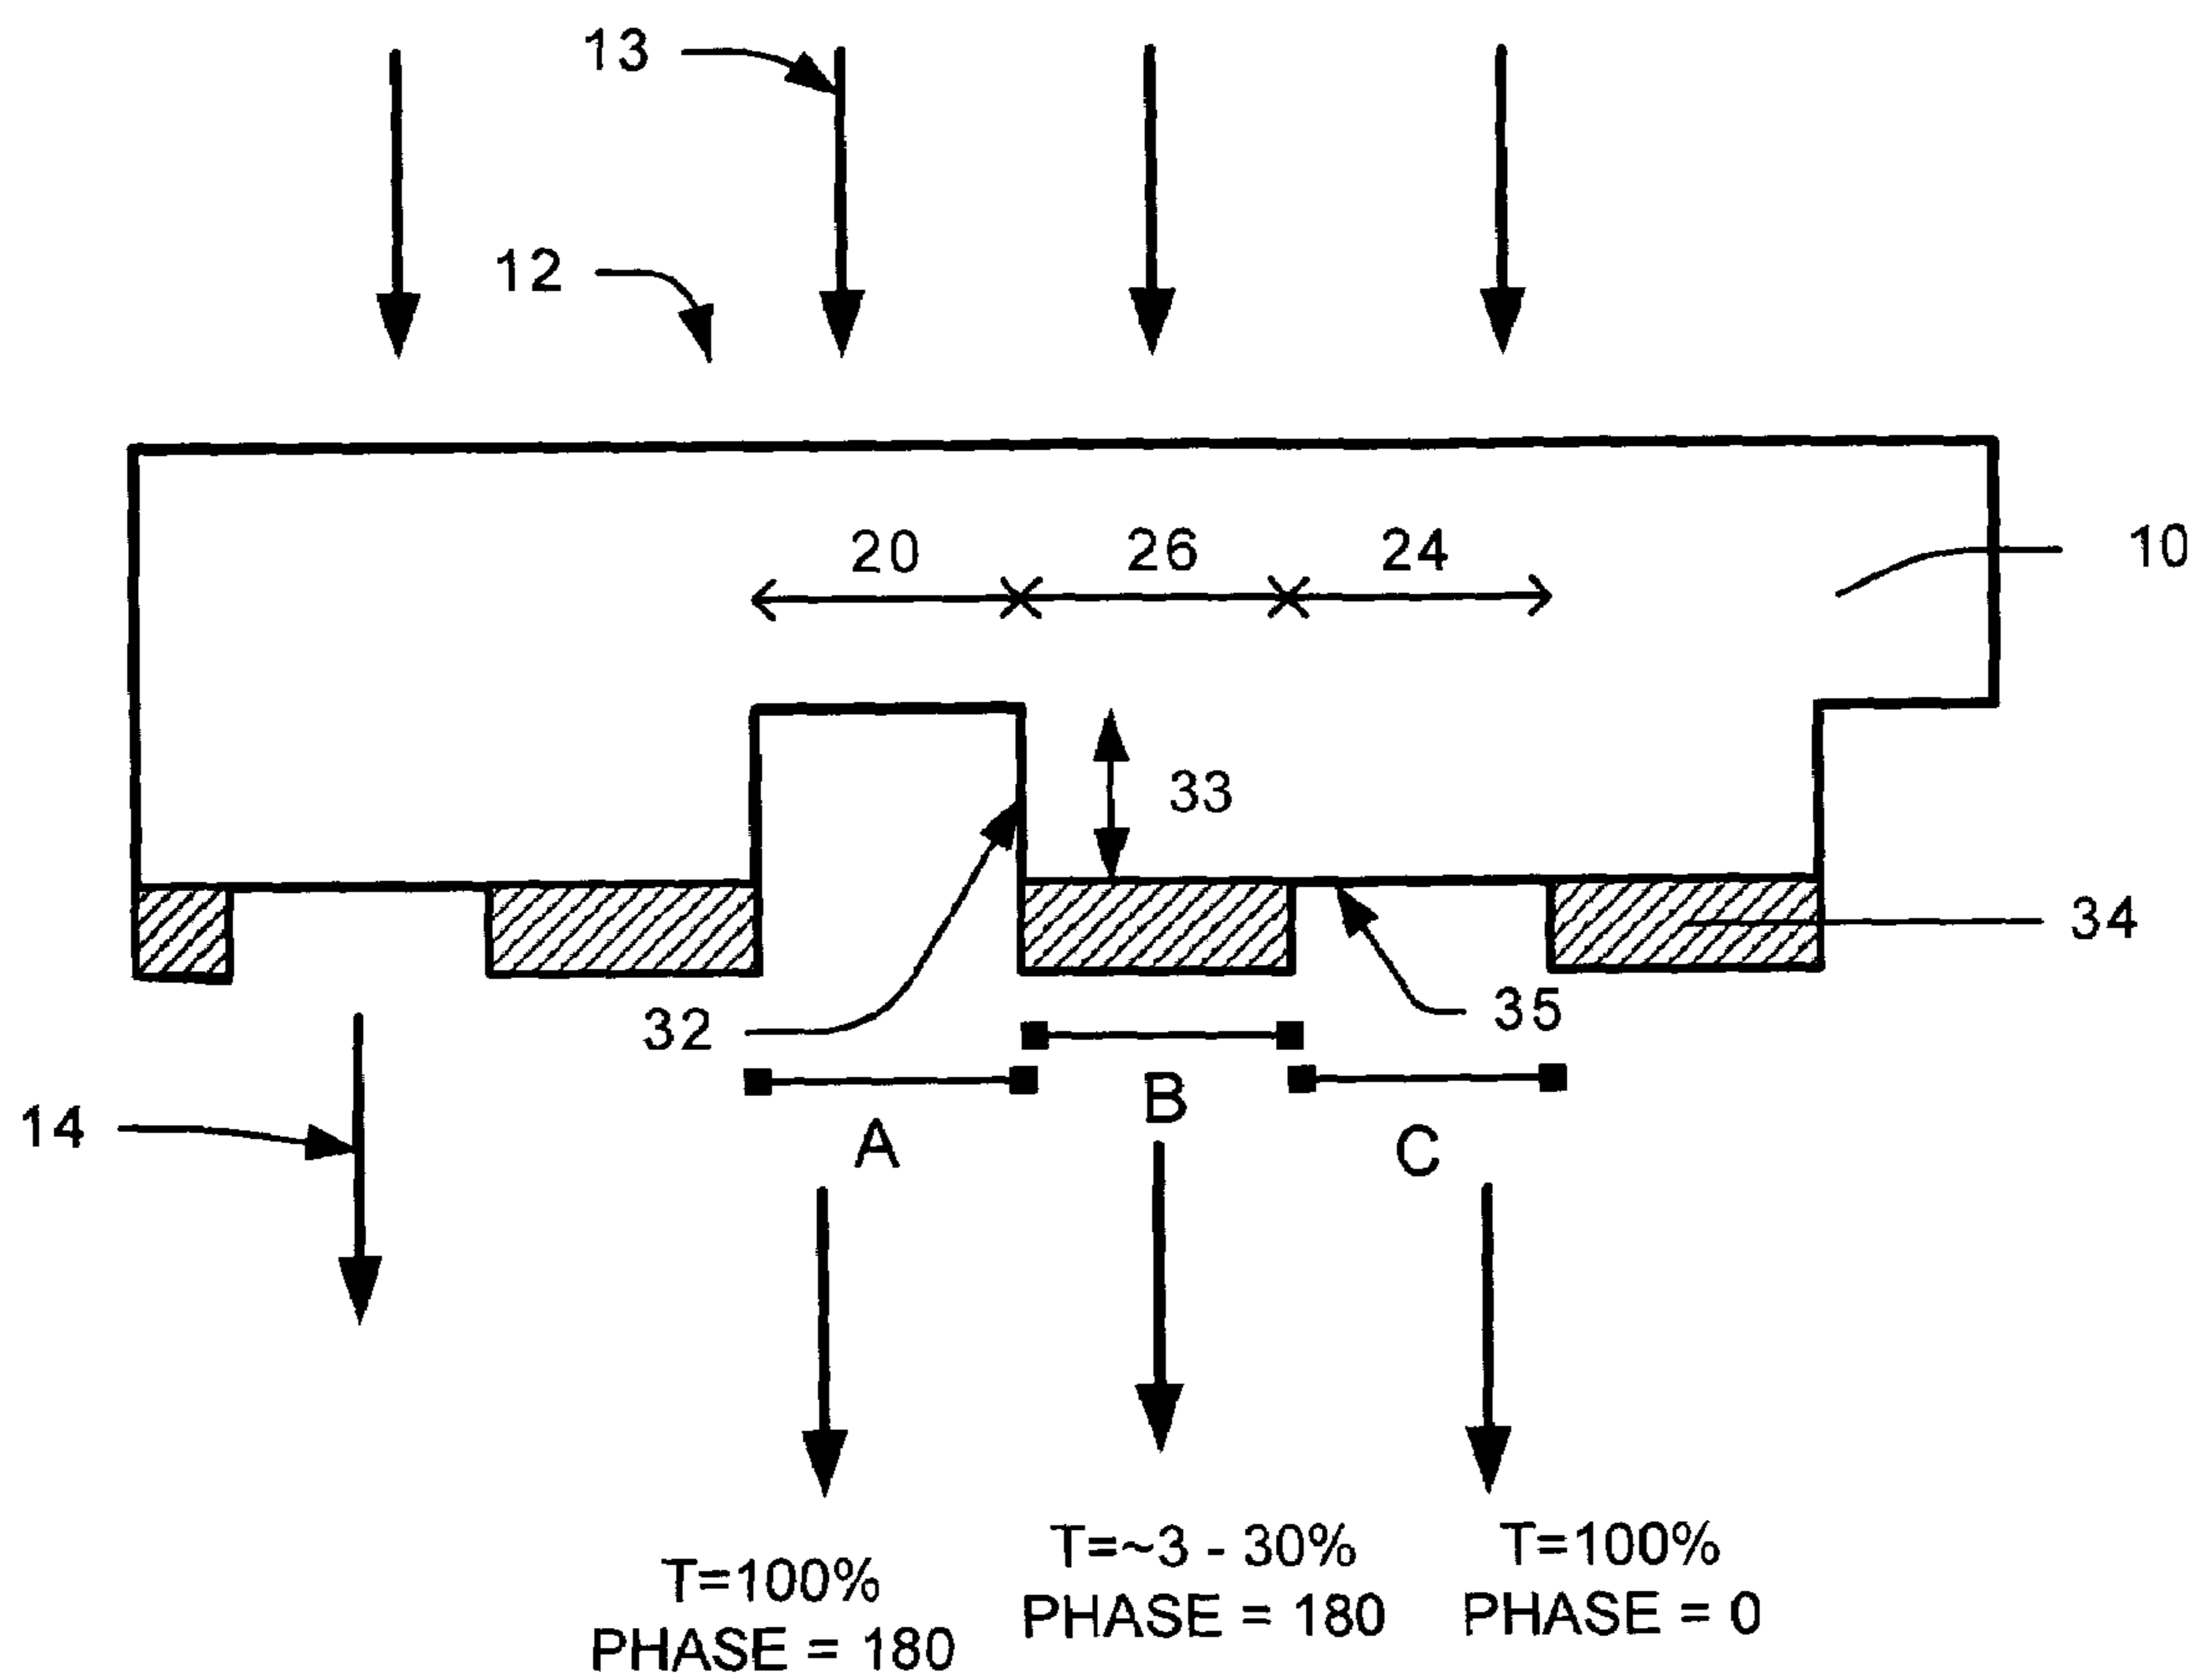 13
12
20 26 24
10
33
34
32
35
14
A
B
C
T=100%
PHASE = 180
T=~3 - 30%
PHASE = 180
T=100%
PHASE = 0